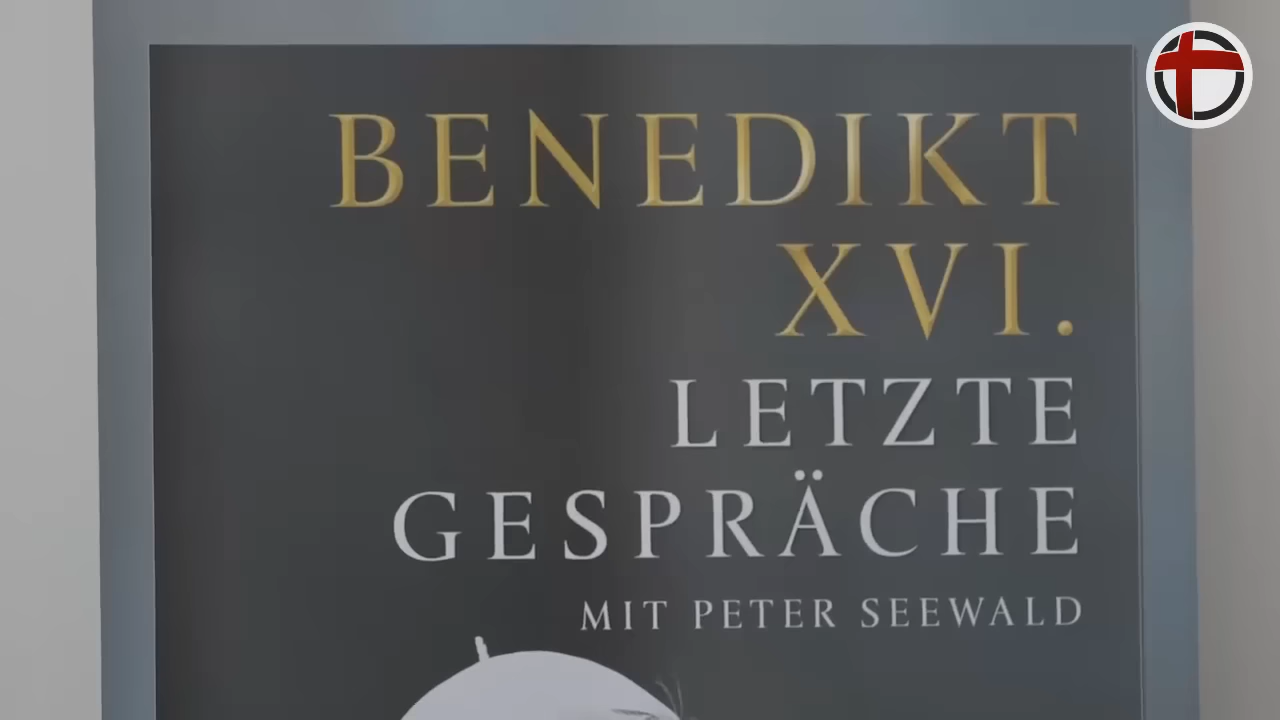 BENEDIKT
XVI.
LETZTE
GESPRÄCHE
MIT PETER SEEWALD